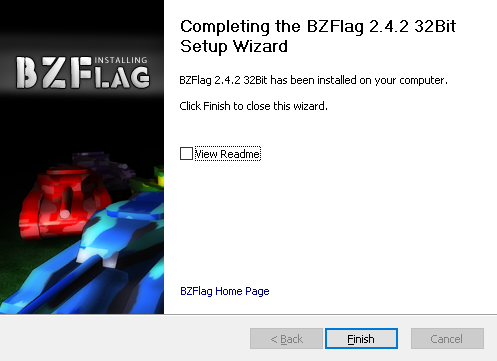 INSTALLING
BZFLAG
Completing the BZFlag 2.4.2 32Bit
Setup Wizard
BZFlag 2.4.2 32Bit has been installed on your computer.
Click Finish to close this wizard.
View Readme
BZFlag Home Page
< Back
Finish
Cancel